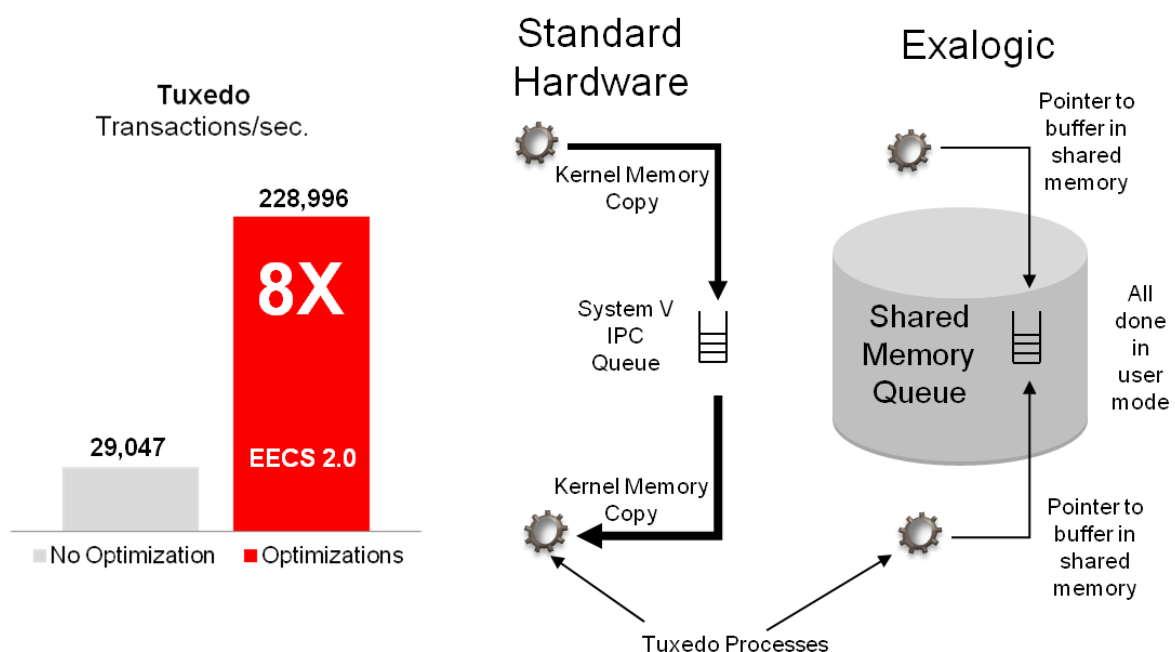 Tuxedo
Transactions/sec.
228,996
8X
EECS 2.0
29,047
No Optimization
Optimizations
Standard
Hardware
Kernel Memory
Copy
System V
IPC
Queue
Kernel Memory
Copy
Exalogic
Pointer to
buffer in
shared
memory
Shared
Memory
Queue
All
done
in
user
mode
Pointer to
buffer in
shared
memory
Tuxedo Processes